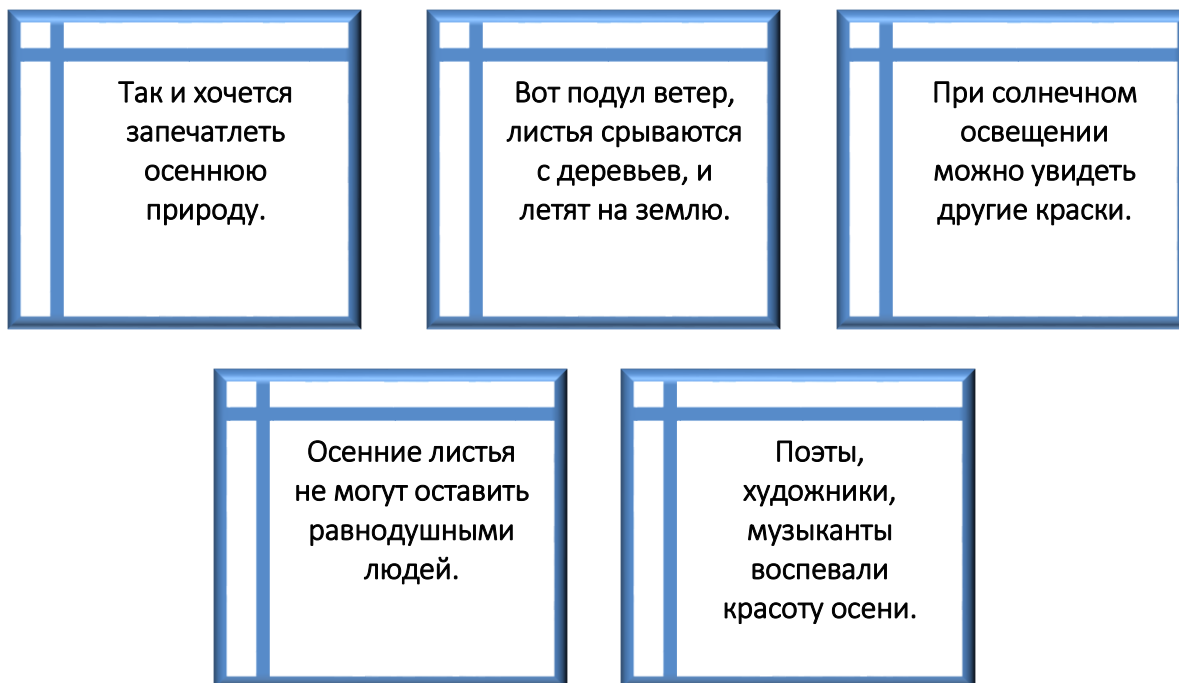 Так и хочется
запечатлеть
осеннюю
природу.
Вот подул ветер,
листья срываются
с деревьев, и
летят на землю.
При солнечном
освещении
можно увидеть
другие краски.
Осенние листья
не могут оставить
равнодушными
людей.
Поэты,
художники,
музыканты
воспевали
красоту осени.